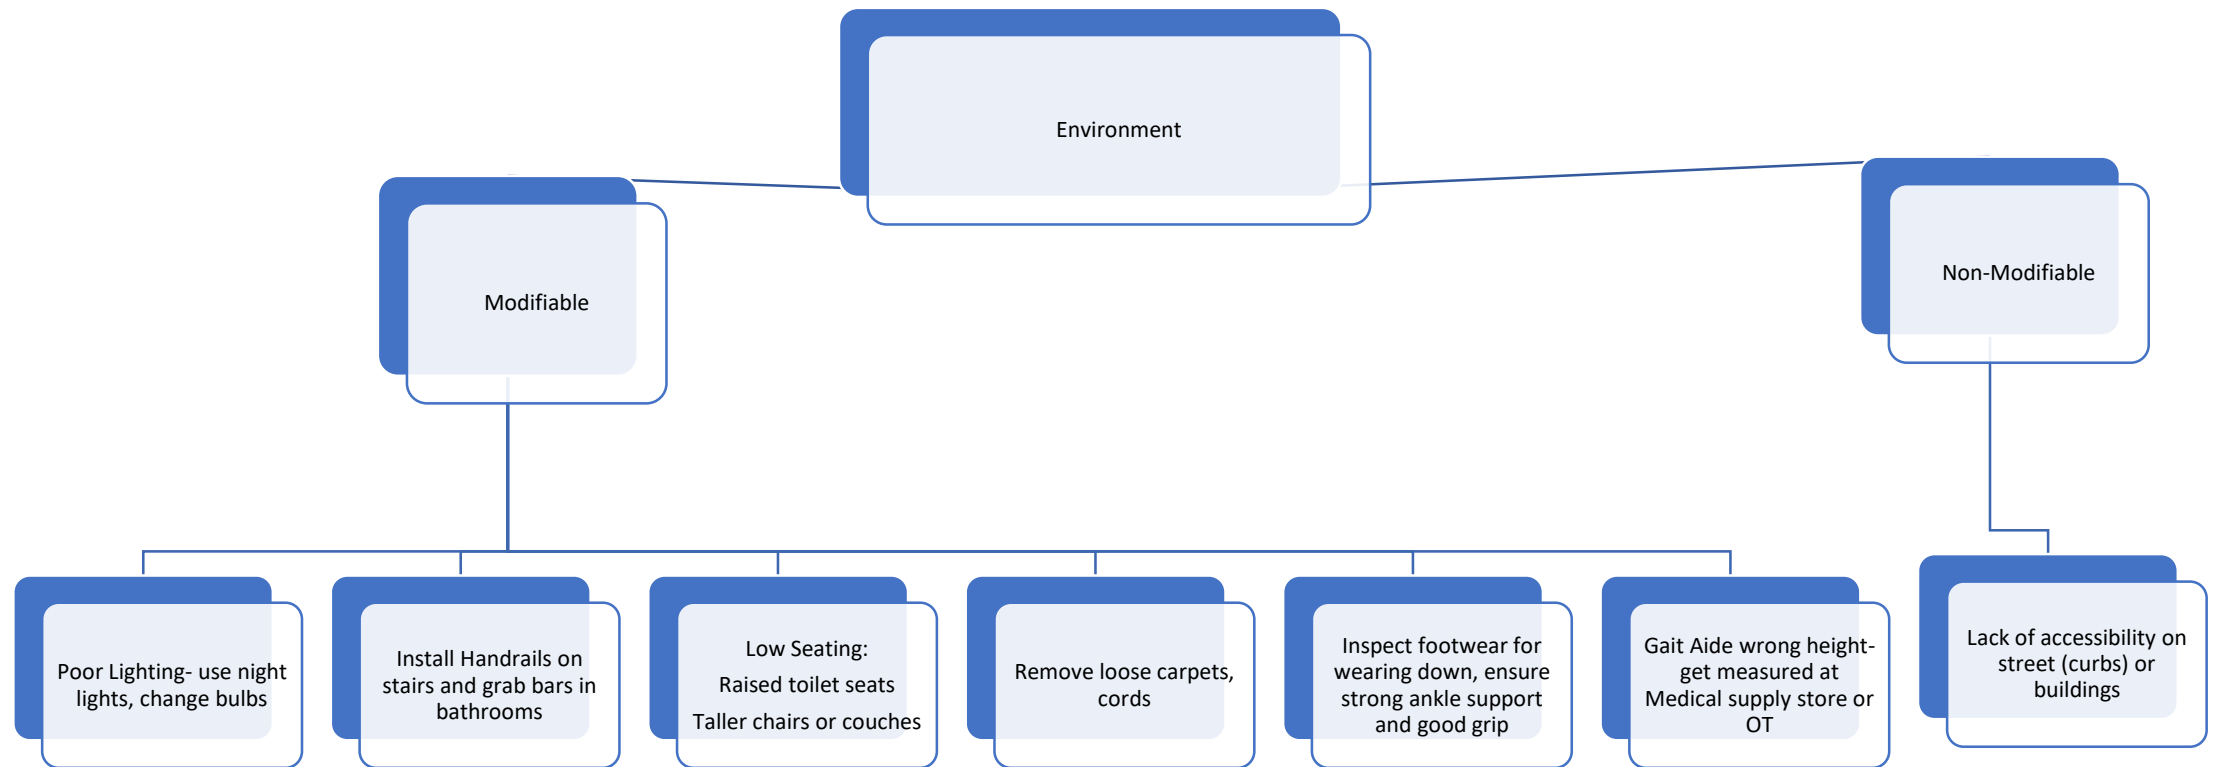 Environment
Modifiable
Non-Modifiable
Poor Lighting- use night
lights, change bulbs
Install Handrails on
stairs and grab bars in
bathrooms
Low Seating:
Raised toilet seats
Taller chairs or couches
Remove loose carpets,
cords
Inspect footwear for
wearing down, ensure
strong ankle support
and good grip
Gait Aide wrong height-
get measured at
Medical supply store or
OT
Lack of accessibility on
street (curbs) or
buildings